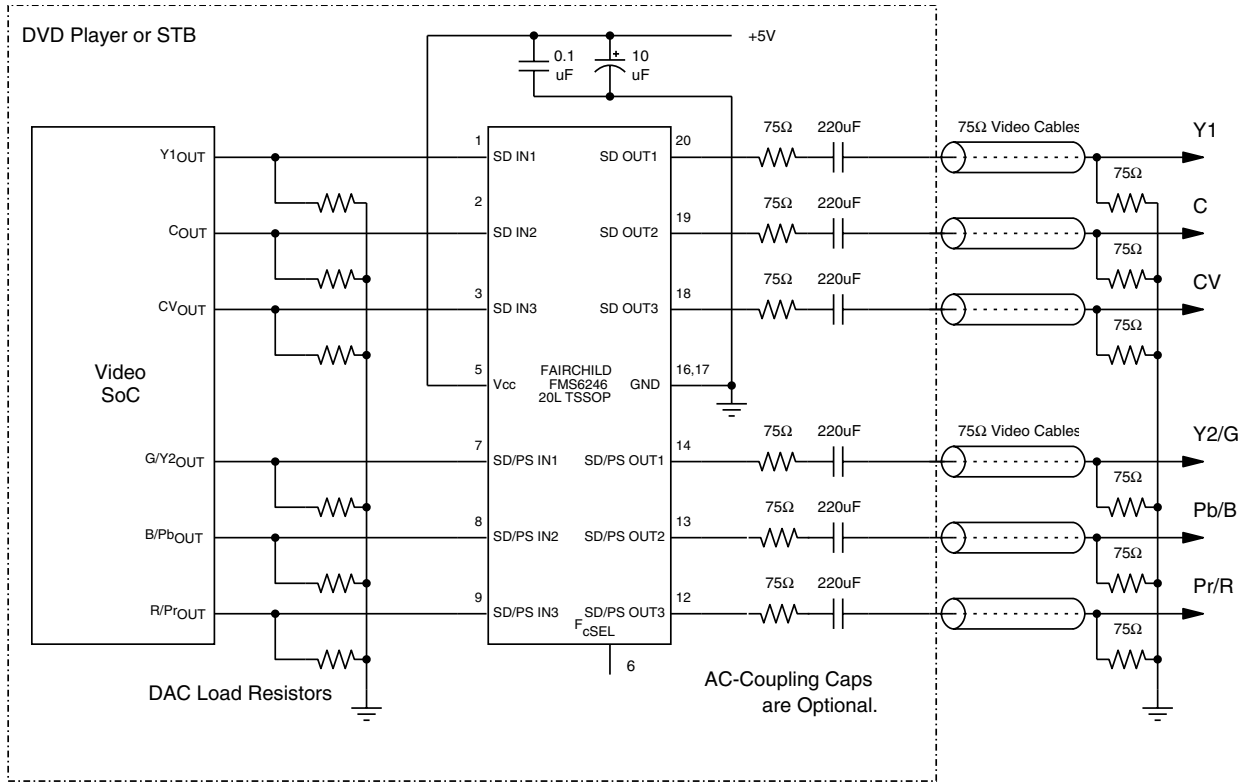 DVD Player or STB
+5V
0.1
uF
+
10
uF
Video
SoC
Y1OUT
COUT
CVOUT
G/Y2OUT
B/PbOUT
R/PrOUT
DAC Load Resistors
1
2
3
5
7
8
9
SD IN1
SD IN2
SD IN3
Vcc
SD/PS IN1
SD/PS IN2
SD/PS IN3
FAIRCHILD
FMS6246
20L TSSOP
SD OUT1
SD OUT2
SD OUT3
GND
SD/PS OUT1
SD/PS OUT2
SD/PS OUT3
FcSEL
6
20
19
18
16,17
14
13
12
75Ω 220uF
75Ω 220uF
75Ω 220uF
75Ω 220uF
75Ω 220uF
75Ω 220uF
AC-Coupling Caps
are Optional.
75Ω Video Cables
75Ω Video Cables
Y1
75Ω
C
75Ω
CV
75Ω
Y2/G
75Ω
Pb/B
75Ω
Pr/R
75Ω